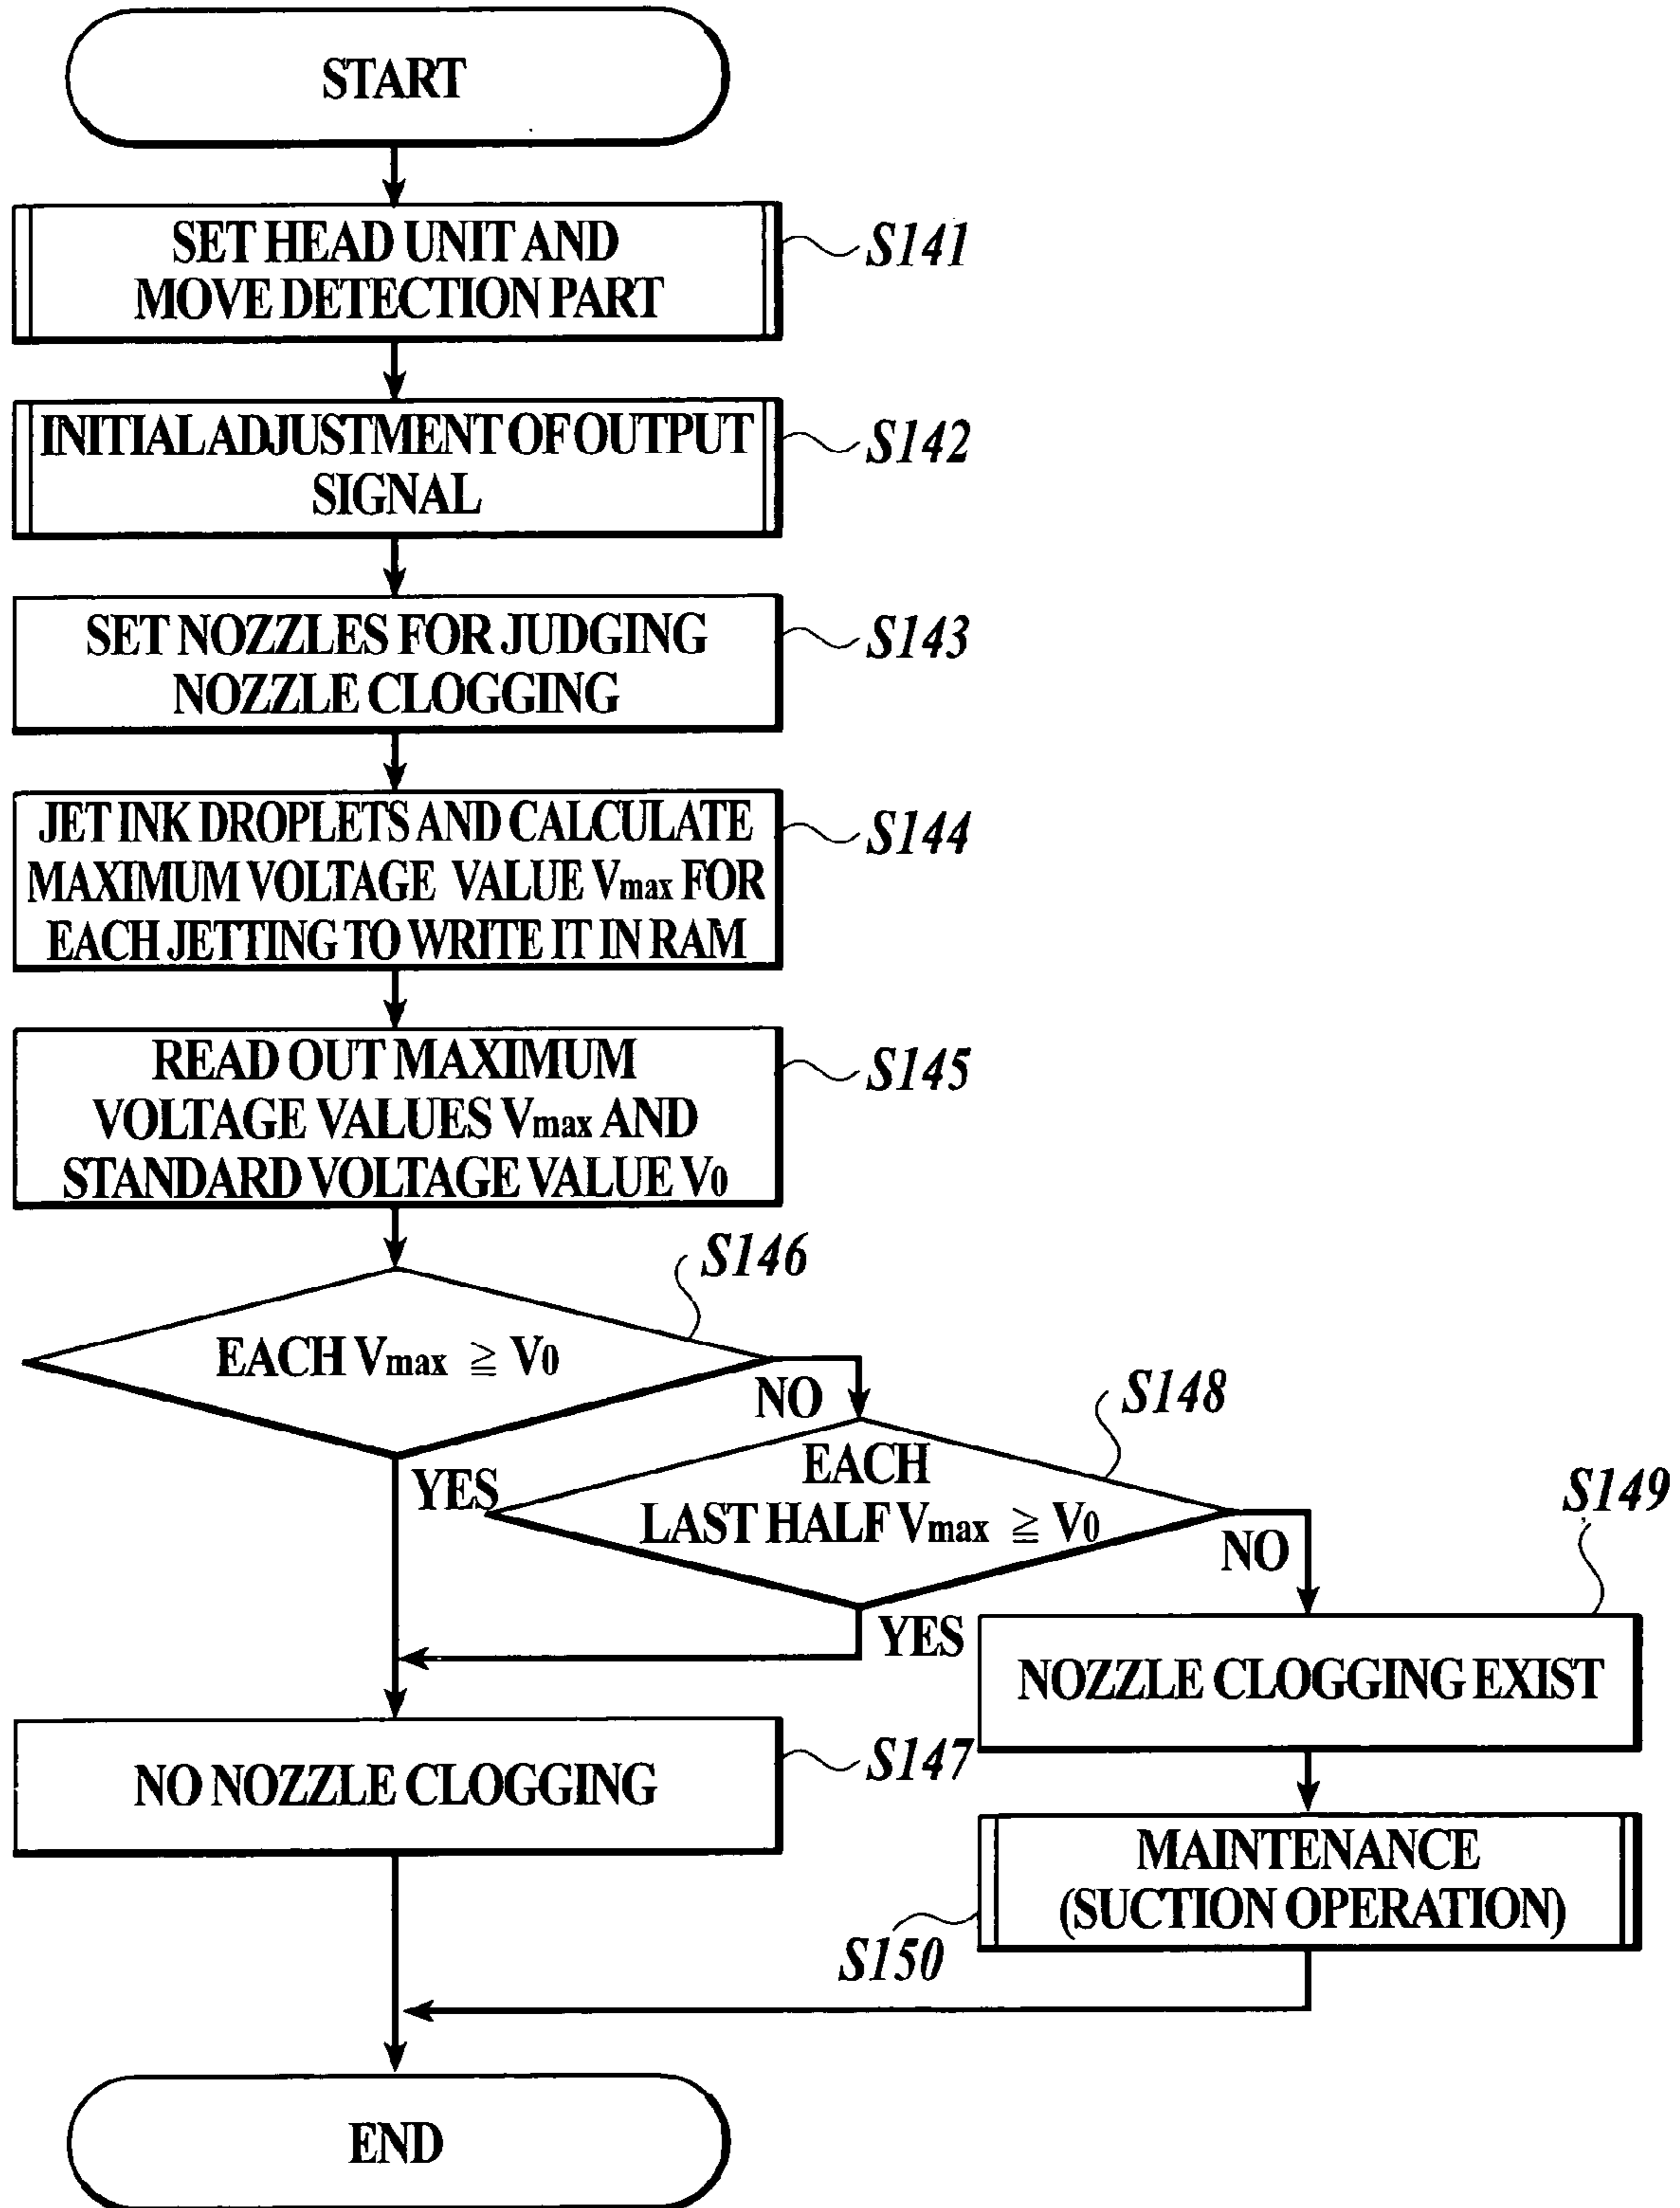 START
SET HEAD UNIT AND
MOVE DETECTION PART
S141
INITIAL ADJUSTMENT OF OUTPUT
SIGNAL
S142
SET NOZZLES FOR JUDGING
NOZZLE CLOGGING
S143
JET INK DROPLETS AND CALCULATE
MAXIMUM VOLTAGE VALUE Vmax FOR
EACH JETTING TO WRITE IT IN RAM
S144
READ OUT MAXIMUM
VOLTAGE VALUES Vmax AND
STANDARD VOLTAGE VALUE V0
S145
S146
EACH Vmax ≧ V0
NO
YES
S148
EACH
LAST HALF Vmax ≧ V0
NO
YES
S149
NOZZLE CLOGGING EXIST
NO NOZZLE CLOGGING
S147
MAINTENANCE
(SUCTION OPERATION)
S150
END